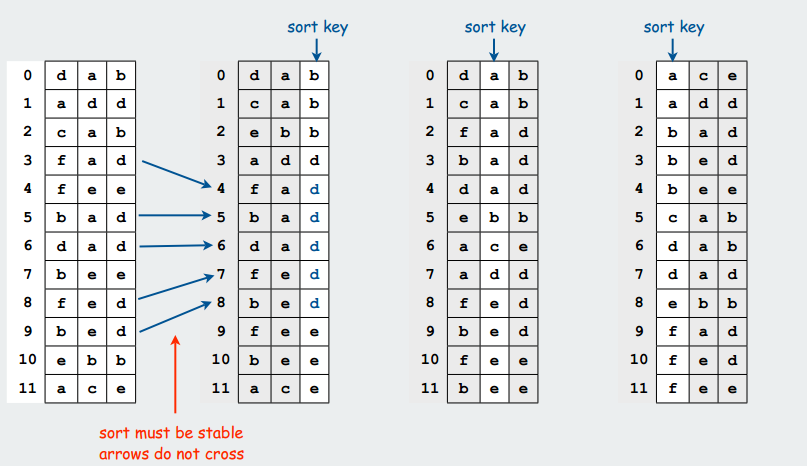 sort key sort key sort key
0 d a b 0 d a b 0 d a b 0 a c e
1 a d d 1 c a b 1 c a b 1 a d d
2 c a b 2 e b b 2 f a d 2 b a d
3 f a d 3 a d d 3 b a d 3 b e d
4 f e e 4 f a d 4 d a d 4 b e e
5 b a d 5 b a d 5 e b b 5 c a b
6 d a d 6 d a d 6 a c e 6 d a b
7 b e e 7 f e d 7 a d d 7 d a d
8 f e d 8 b e d 8 f e d 8 e b b
9 b e d 9 f e e 9 b e d 9 f a d
10 e b b 10 b e e 10 f e e 10 f e d
11 a c e 11 a c e 11 b e e 11 f e e
sort must be stable
arrows do not cross